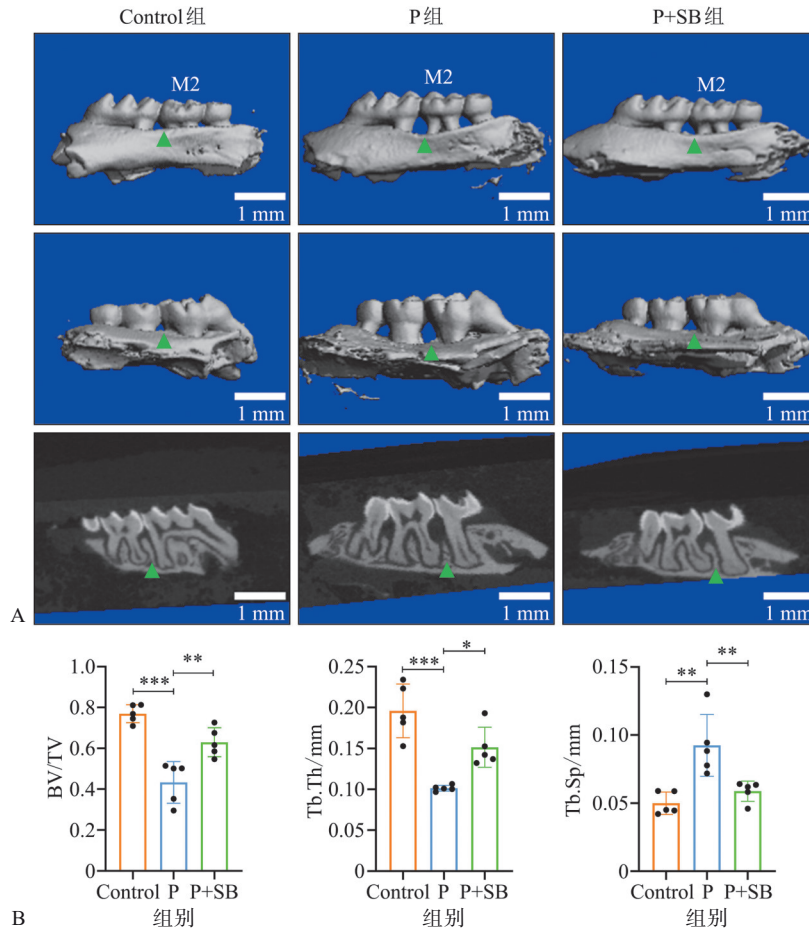 Control组 P组 P+SB组
M2 M2 M2
1 mm 1 mm 1 mm
1 mm 1 mm 1 mm
1 mm 1 mm 1 mm
A
*** **
*** *
** **
BV/TV
1.0
0.8
0.6
0.4
0.2
0
Control P P+SB
组别
Tb.Th/mm
0.25
0.20
0.15
0.10
0.05
0
Control P P+SB
组别
Tb.Sp/mm
0.15
0.10
0.05
0
Control P P+SB
组别
B